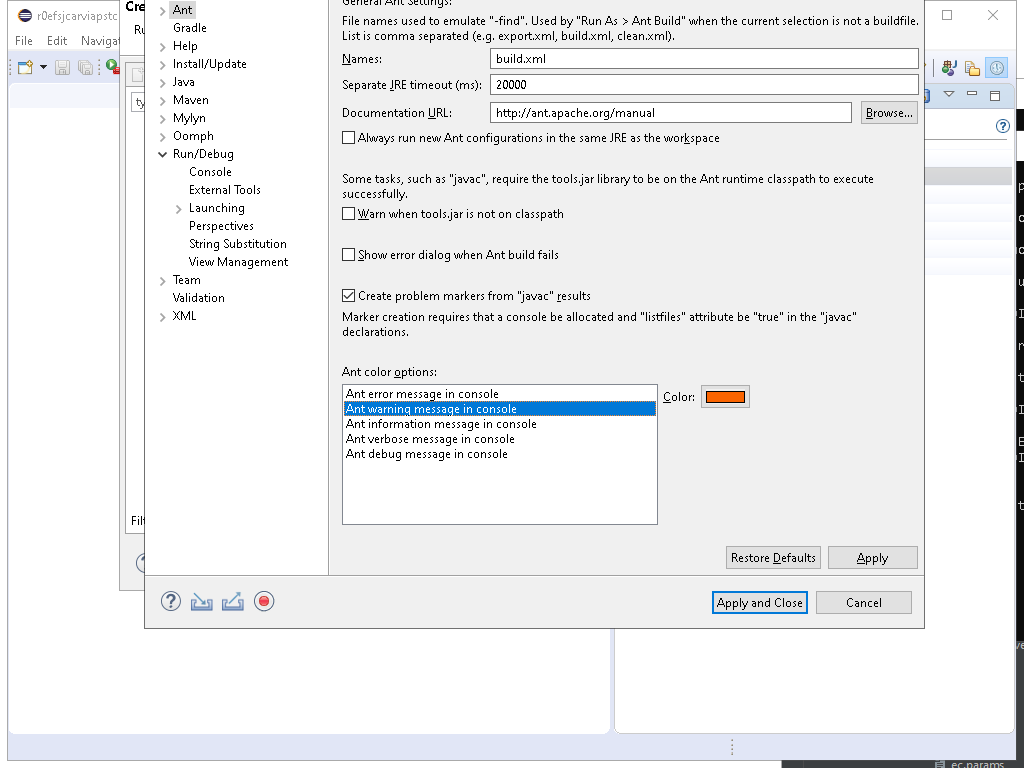 r0efsjcarviapstc
File Edit Navigat
Cre
Ru
ty
Filt
Ant
Gradle
Help
Install/Update
Java
Maven
Mylyn
Oomph
Run/Debug
Console
External Tools
Launching
Perspectives
String Substitution
View Management
Team
Validation
XML
General Ant Settings:
File names used to emulate "-find". Used by "Run As > Ant Build" when the current selection is not a buildfile.
List is comma separated (e.g. export.xml, build.xml, clean.xml).
Names: build.xml
Separate JRE timeout (ms): 20000
Documentation URL: http://ant.apache.org/manual Browse...
Always run new Ant configurations in the same JRE as the workspace
Some tasks, such as "javac", require the tools.jar library to be on the Ant runtime classpath to execute
successfully.
Warn when tools.jar is not on classpath
Show error dialog when Ant build fails
Create problem markers from "javac" results
Marker creation requires that a console be allocated and "listfiles" attribute be "true" in the "javac"
declarations.
Ant color options:
Ant error message in console
Ant warning message in console
Ant information message in console
Ant verbose message in console
Ant debug message in console
Color:
Restore Defaults Apply
Apply and Close Cancel
ec.params